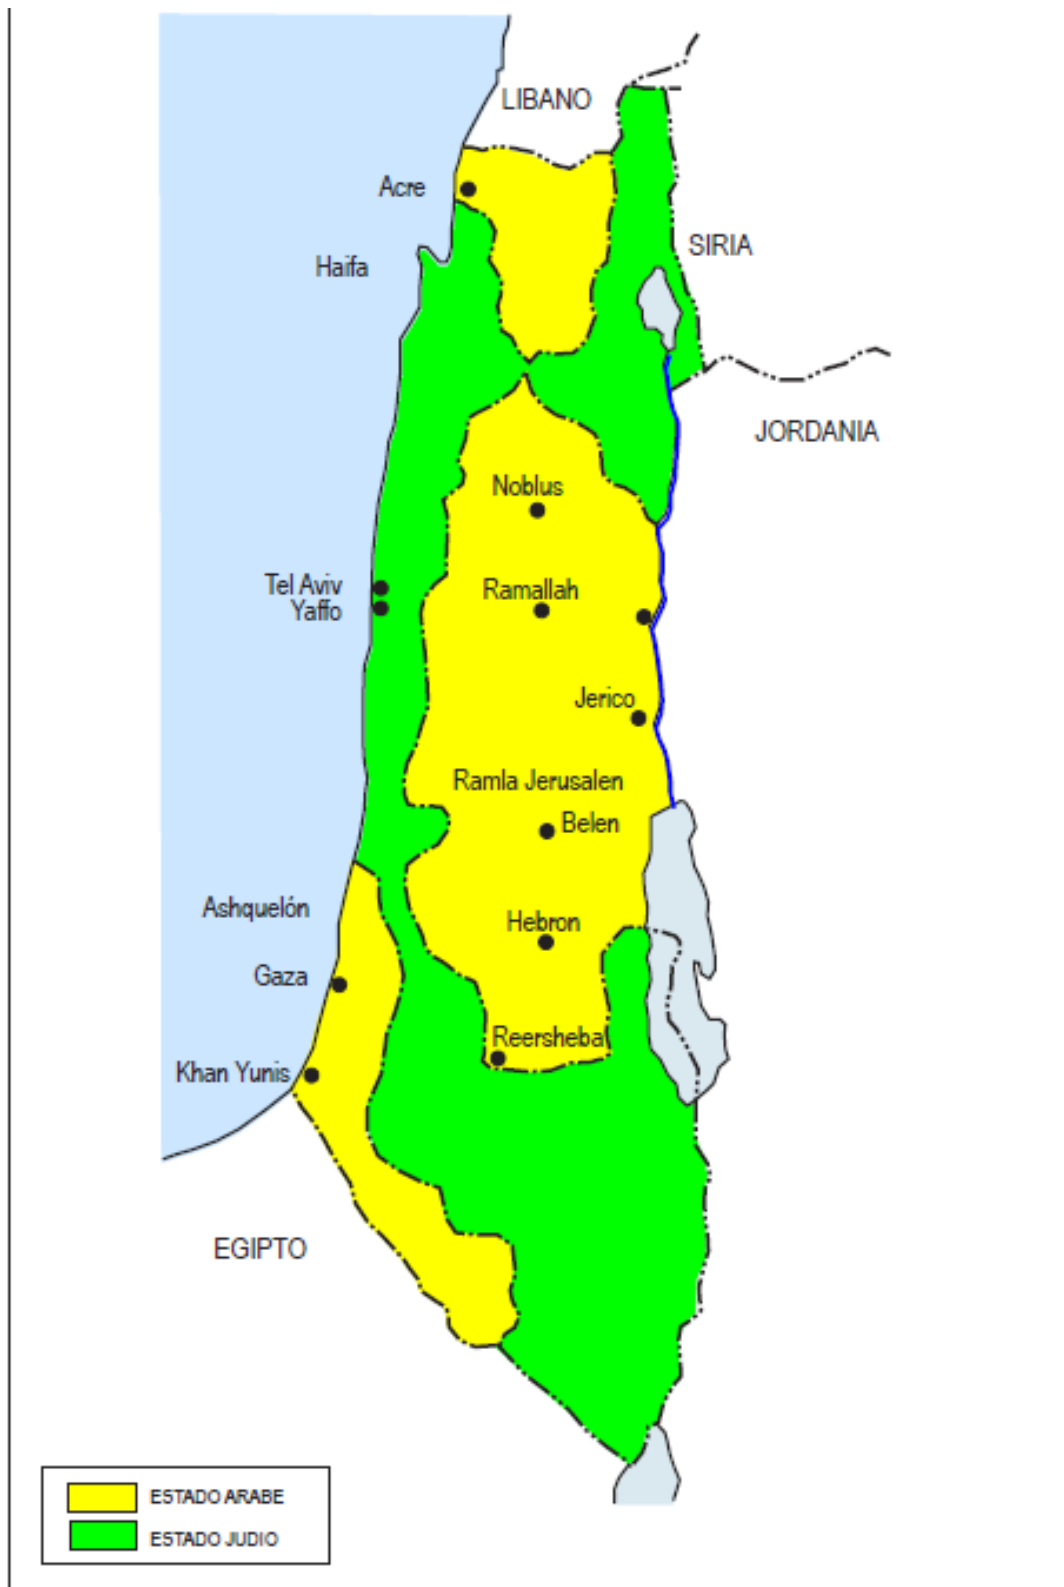 LIBANO
Acre
SIRIA
Haifa
JORDANIA
Noblus
Tel Aviv
Yaffo
Ramallah
Jerico
Ramla Jerusalen
Belen
Ashquelón
Hebron
Gaza
Reersheba
Khan Yunis
EGIPTO
ESTADO ARABE
ESTADO JUDIO